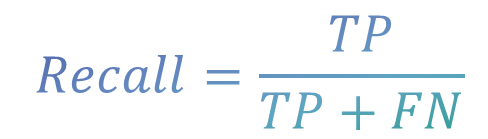 Recall = TP / TP + FN